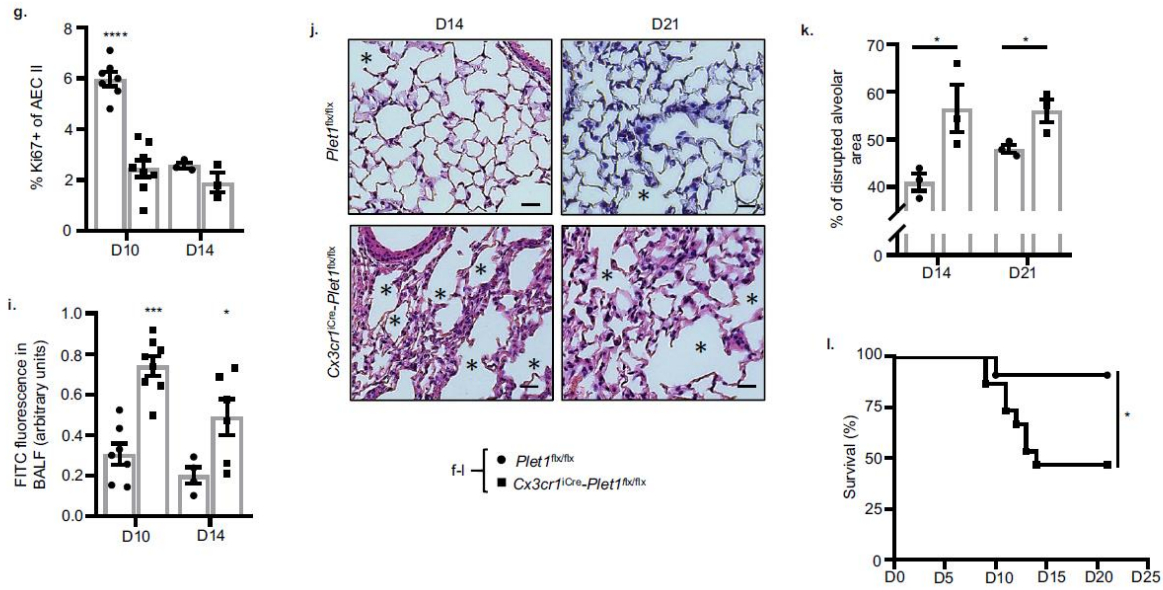 g.
% Ki67+ of AEC II
8
6
4
2
0
****
D10
D14
i.
FITC fluorescence in
BALF (arbitrary units)
1.0
0.8
0.6
0.4
0.2
0.0
***
*
D10
D14
j.
D14
D21
Plet1flx/flx
*
*
Cx3cr1iCre-Plet1flx/flx
* * * * * * *
* *
f-l
Plet1flx/flx
Cx3cr1iCre-Plet1flx/flx
k.
% of disrupted alveolar
area
70
60
50
40
0
*
*
D14
D21
l.
Survival (%)
100
75
50
25
0
*
D0 D5 D10 D15 D20 D25